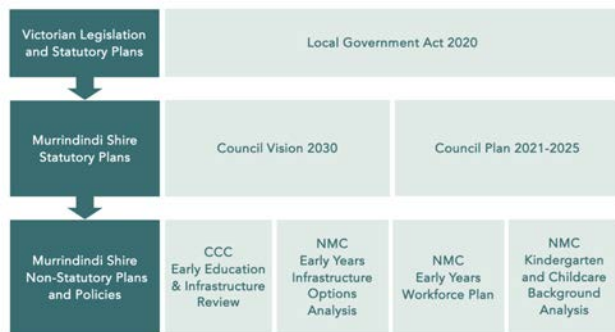 Victorian Legislation
and Statutory Plans
Local Government Act 2020
Murrindindi Shire
Statutory Plans
Council Vision 2030
Council Plan 2021-2025
Murrindindi Shire
Non-Statutory Plans
and Policies
CCC
Early Education
& Infrastructure
Review
NMC
Early Years
Infrastructure
Options
Analysis
NMC
Early Years
Workforce Plan
NMC
Kindergarten
and Childcare
Background
Analysis